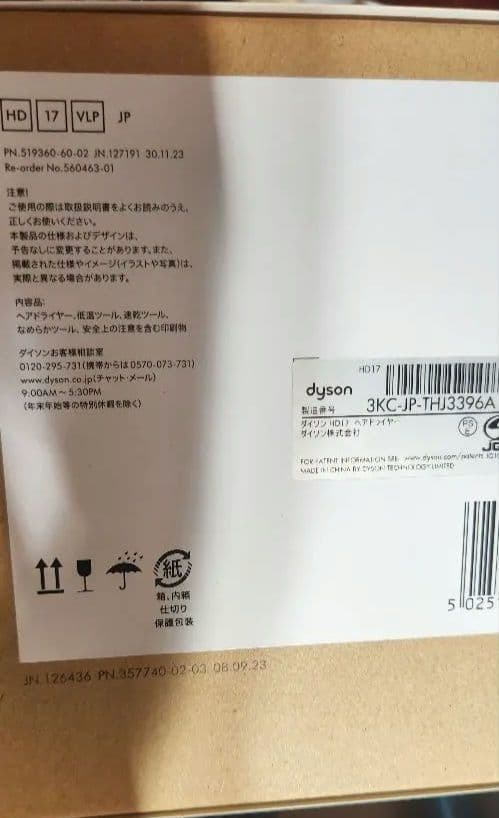 HD 17 VLP JP
PN.519360-60-02 JN.127191 30.11.23
Re-order No.560463-01
注意!
ご使用の際は取扱説明書をよくお読みのうえ、
正しくお使いください。
本製品の仕様およびデザインは、
予告なしに変更することがあります。また、
掲載された仕様やイメージ(イラストや写真)は、
実際と異なる場合があります。
内容品:
ヘアドライヤー、低温ツール、速乾ツール、
なめらかツール、安全上の注意を含む印刷物
ダイソンお客様相談室
0120-295-731(携帯からは0570-073-731)
www.dyson.co.jp(チャット・メール)
9:00AM~5:30PM
(年末年始等の特別休暇を除く)
HD17
dyson
製造番号 3KC-JP-THJ3396A
ダイソン HD17 ヘアドライヤー
ダイソン株式会社
PS
E
FOR PATENT INFORMATION SEE: www.dyson.com/patents
MADE IN CHINA BY DYSON TECHNOLOGY LIMITED
紙
箱、内箱
仕切り
保護包装
5 025
JN.126436 PN.357740-02-03 08.09.23